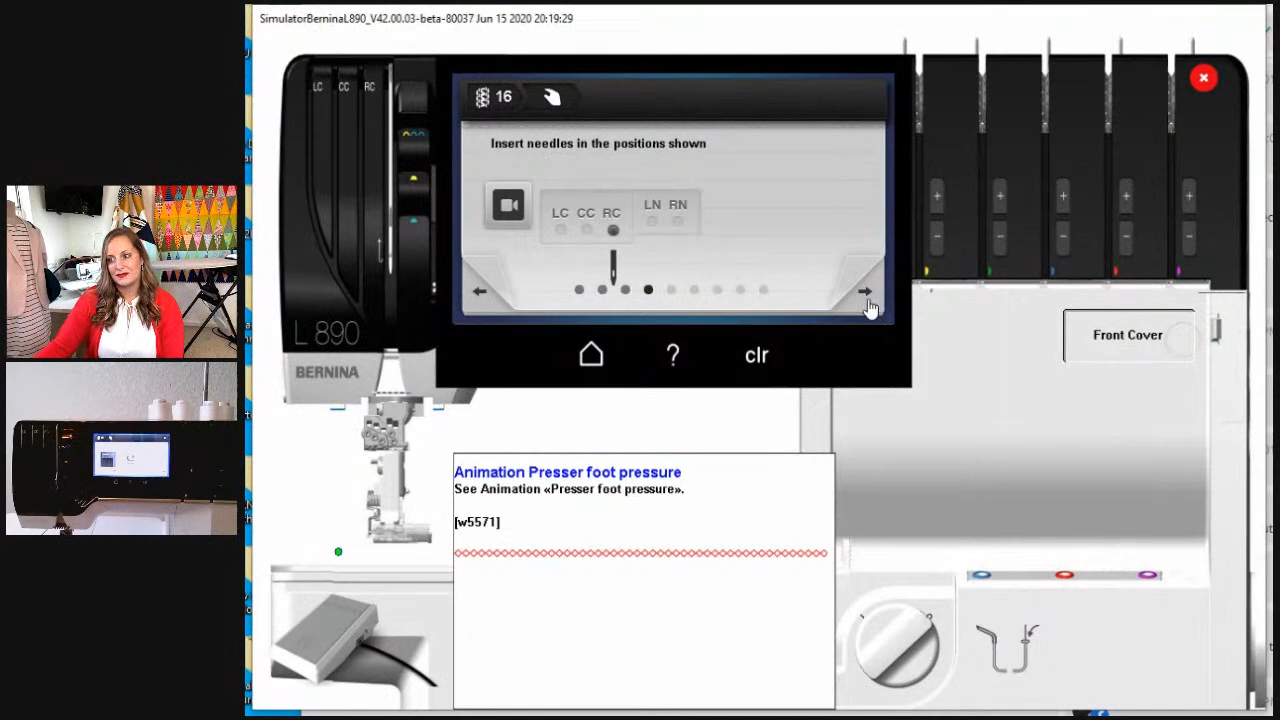 SimulatorBerninaL890_V42.00.03-beta-80037 Jun 15 2020 20:19:29
LC CC RC
16
Insert needles in the positions shown
LC CC RC LN RN
L 890
BERNINA
? clr
Front Cover
Animation Presser foot pressure
See Animation «Presser foot pressure».
[w5571]